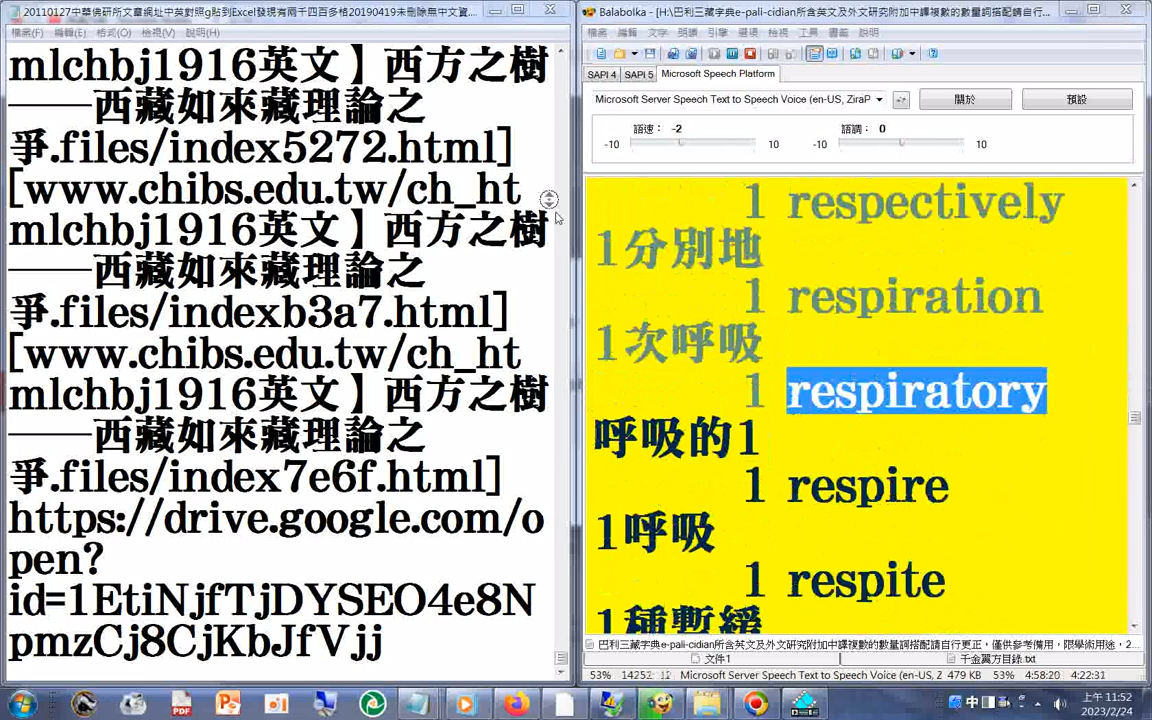 20110127中華佛研所文章網址中英對照g點到Excel發現有兩千四百多格20190419未刪除無中文資...
檔案(F) 編輯(E) 格式(O) 檢視(V) 說明(H)
mlchbj1916英文】西方之樹
──西藏如來藏理論之
爭.files/index5272.html]
[www.chibs.edu.tw/ch_ht
mlchbj1916英文】西方之樹
──西藏如來藏理論之
爭.files/indexb3a7.html]
[www.chibs.edu.tw/ch_ht
mlchbj1916英文】西方之樹
──西藏如來藏理論之
爭.files/index7e6f.html]
https://drive.google.com/o
pen?
id=1EtiNjfTjDYSEO4e8N
pmzCj8CjKbJfVjj
Balabolka - [H:\巴利三藏字典e-pali-cidian所含英文及外文研究附加中譯複數的數量詞搭配請自行...
檔案 編輯 文字 朗讀 引擎 選項 檢視 工具 書籤 說明
SAPI 4 SAPI 5 Microsoft Speech Platform
Microsoft Server Speech Text to Speech Voice (en-US, ZiraP
關於
預設
語速： -2 語調： 0
-10 10 -10 10
1 respectively
1分別地
1 respiration
1次呼吸
1 respiratory
呼吸的1
1 respire
1呼吸
1 respite
1種暫緩
巴利三藏字典e-pali-cidian所含英文及外文研究附加中譯複數的數量詞搭配請自行更正，僅供參考備用，限學術用途，2...
文件1 千金翼方目錄.txt
53% Microsoft Server Speech Text to Speech Voice (en-US, Z 479 KB 53% 4:58:20 4:22:31
中
上午 11:52
2023/2/24